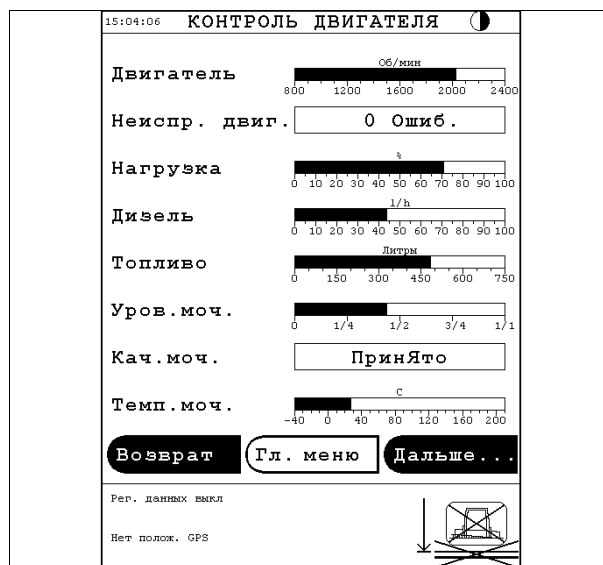 15:04:06 КОНТРОЛЬ ДВИГАТЕЛЯ
Об/мин
Двигатель
800 1200 1600 2000 2400
Неиспр. двиг. 0 Ошиб.
%
Нагрузка
0 10 20 30 40 50 60 70 80 90 100
l/h
Дизель
0 10 20 30 40 50 60 70 80 90 100
Литры
Топливо
0 150 300 450 600 750
Уров.моч.
0 1/4 1/2 3/4 1/1
Кач.моч. ПринЯто
C
Темп.моч.
-40 0 40 80 120 160 200
Возврат Гл. меню Дальше...
Рег. данных выкл
Нет полож. GPS